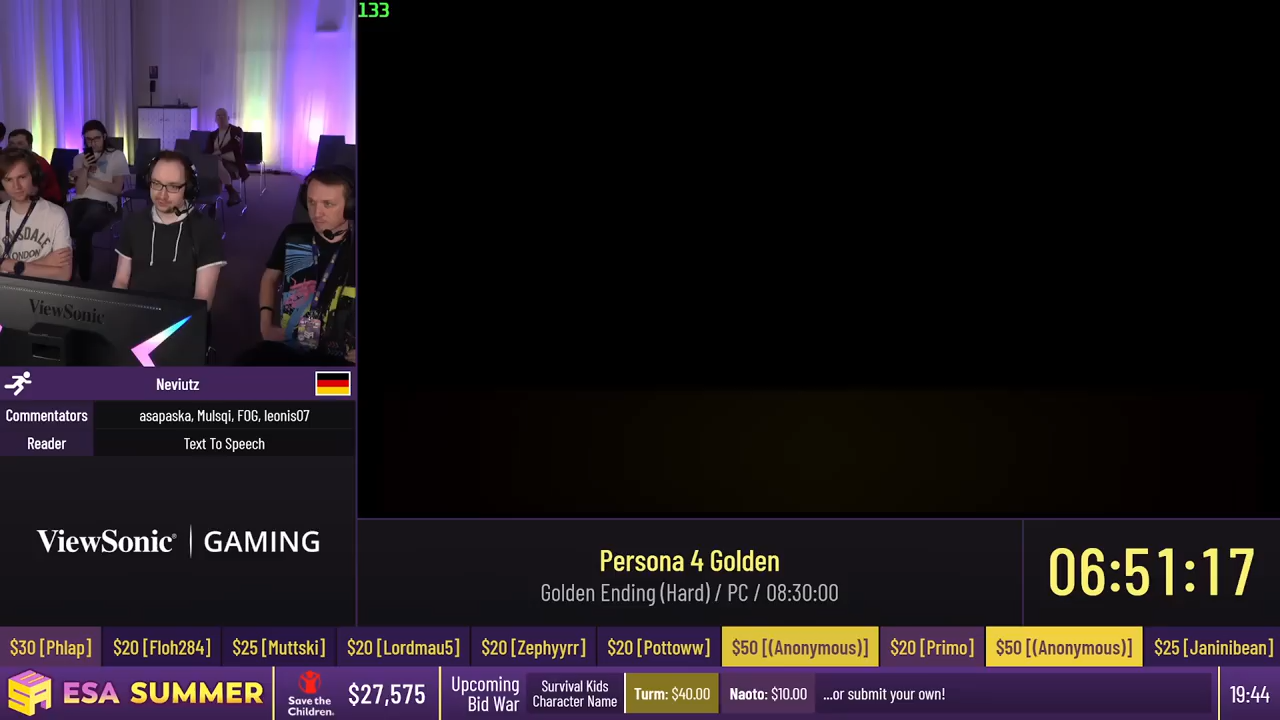 133
LONSDALE
LONDON
ViewSonic
Neviutz
Commentators
asapaska, Mulsqi, FOG, leonis07
Reader
Text To Speech
ViewSonic® | GAMING
Persona 4 Golden
Golden Ending (Hard) / PC / 08:30:00
06:51:17
$30 [Phlap]
$20 [Floh284]
$25 [Muttski]
$20 [Lordmau5]
$20 [Zephyyrr]
$20 [Pottoww]
$50 [(Anonymous)]
$20 [Primo]
$50 [(Anonymous)]
$25 [Janinibean]
ESA SUMMER
Save the
Children.
$27,575
Upcoming
Bid War
Survival Kids
Character Name
Turm: $40.00
Naoto: $10.00
...or submit your own!
19:44